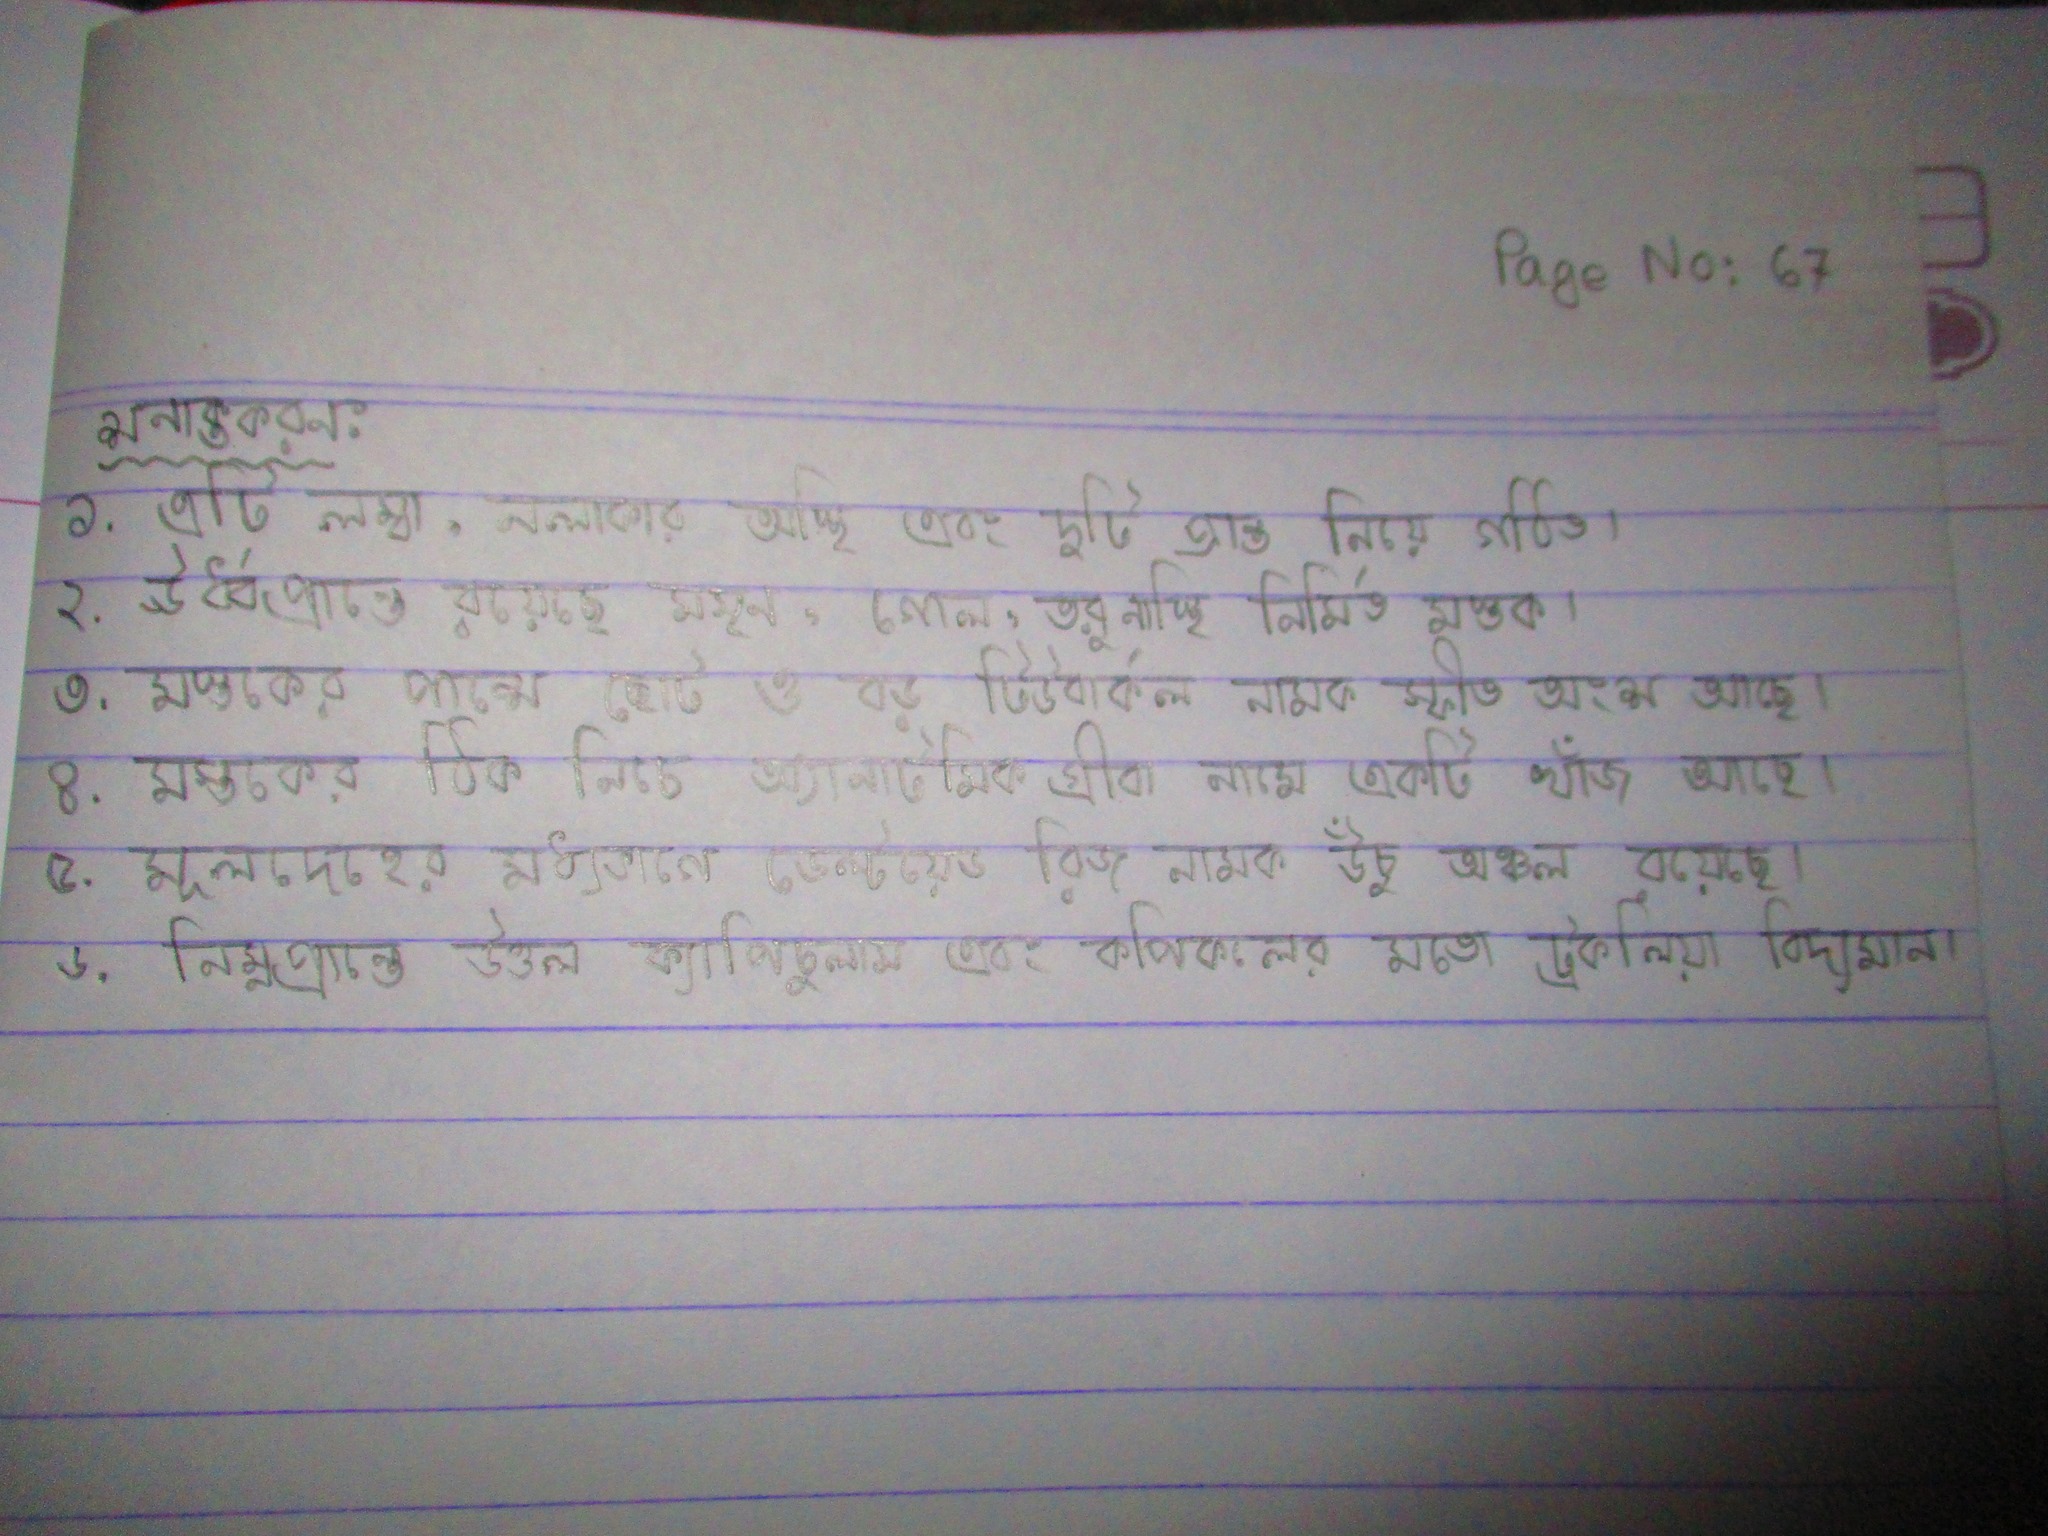 Page No: 67
শনাক্তকরনঃ
১. এটি লম্বা, নলাকার অস্থি এবং দুটি প্রান্ত নিয়ে গঠিত।
২. উর্ধ্বপ্রান্তে রয়েছে মসৃন, গোল, তরুনাস্থি নির্মিত মস্তক।
৩. মস্তকের পাশে ছোট ও বড় টিউবার্কল নামক স্ফীত অংশ আছে।
৪. মস্তকের ঠিক নিচে অ্যানাটমিক গ্রীবা নামে একটি খাঁজ আছে।
৫. মূলদেহের মধ্যভাগে ডেল্টয়েড রিজ নামক উঁচু অঞ্চল রয়েছে।
৬. নিম্নপ্রান্তে উত্তল ক্যাপিচুলাম এবং কপিকলের মতো ট্রকলিয়া বিদ্যমান।